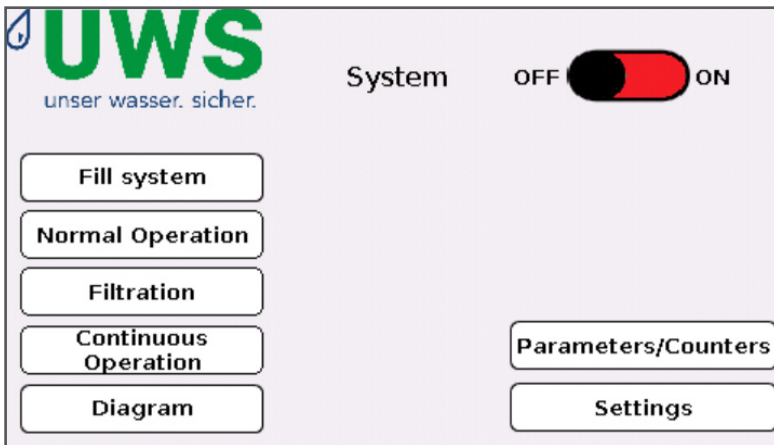 UWS
unser wasser. sicher.
System
OFF
ON
Fill system
Normal Operation
Filtration
Continuous
Operation
Diagram
Parameters/Counters
Settings